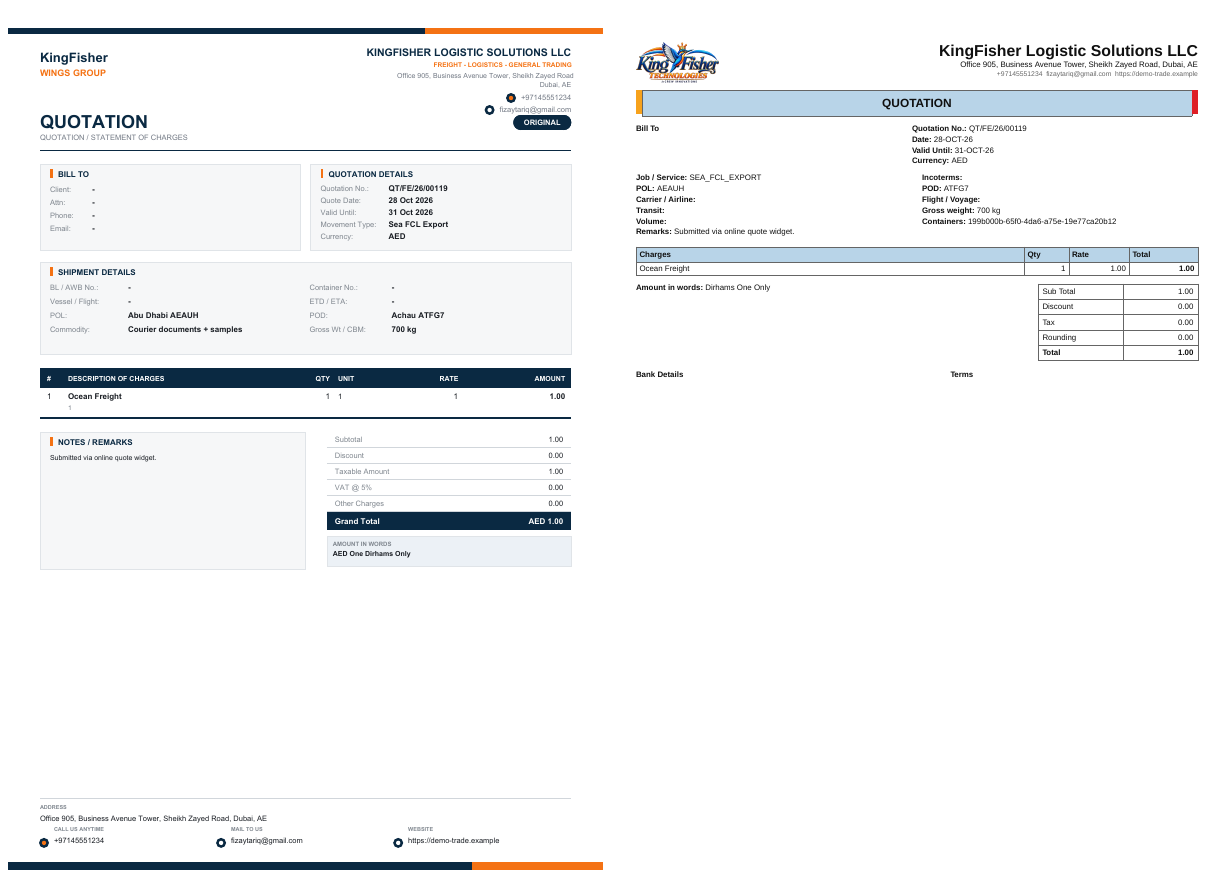 KingFisher
WINGS GROUP
KINGFISHER LOGISTIC SOLUTIONS LLC
FREIGHT - LOGISTICS - GENERAL TRADING
Office 905, Business Avenue Tower, Sheikh Zayed Road
Dubai, AE
+97145551234
fizaytariq@gmail.com
QUOTATION
ORIGINAL
QUOTATION / STATEMENT OF CHARGES
BILL TO
Client: -
Attn: -
Phone: -
Email: -
QUOTATION DETAILS
Quotation No.: QT/FE/26/00119
Quote Date: 28 Oct 2026
Valid Until: 31 Oct 2026
Movement Type: Sea FCL Export
Currency: AED
SHIPMENT DETAILS
BL / AWB No.: - Container No.: -
Vessel / Flight: - ETD / ETA: -
POL: Abu Dhabi AEAUH POD: Achau ATFG7
Commodity: Courier documents + samples Gross Wt / CBM: 700 kg
# DESCRIPTION OF CHARGES QTY UNIT RATE AMOUNT
1 Ocean Freight 1 1 1 1.00
1
NOTES / REMARKS
Submitted via online quote widget.
Subtotal 1.00
Discount 0.00
Taxable Amount 1.00
VAT @ 5% 0.00
Other Charges 0.00
Grand Total AED 1.00
AMOUNT IN WORDS
AED One Dirhams Only
ADDRESS
Office 905, Business Avenue Tower, Sheikh Zayed Road, Dubai, AE
CALL US ANYTIME MAIL TO US WEBSITE
+97145551234 fizaytariq@gmail.com https://demo-trade.example
King Fisher
TECHNOLOGIES
KingFisher Logistic Solutions LLC
Office 905, Business Avenue Tower, Sheikh Zayed Road, Dubai, AE
+97145551234 fizaytariq@gmail.com https://demo-trade.example
QUOTATION
Bill To
Quotation No.: QT/FE/26/00119
Date: 28-OCT-26
Valid Until: 31-OCT-26
Currency: AED
Job / Service: SEA_FCL_EXPORT Incoterms:
POL: AEAUH POD: ATFG7
Carrier / Airline: Flight / Voyage:
Transit: Gross weight: 700 kg
Volume: Containers: 199b000b-65f0-4da6-a75e-19e77ca20b12
Remarks: Submitted via online quote widget.
Charges Qty Rate Total
Ocean Freight 1 1.00 1.00
Amount in words: Dirhams One Only
Sub Total 1.00
Discount 0.00
Tax 0.00
Rounding 0.00
Total 1.00
Bank Details Terms